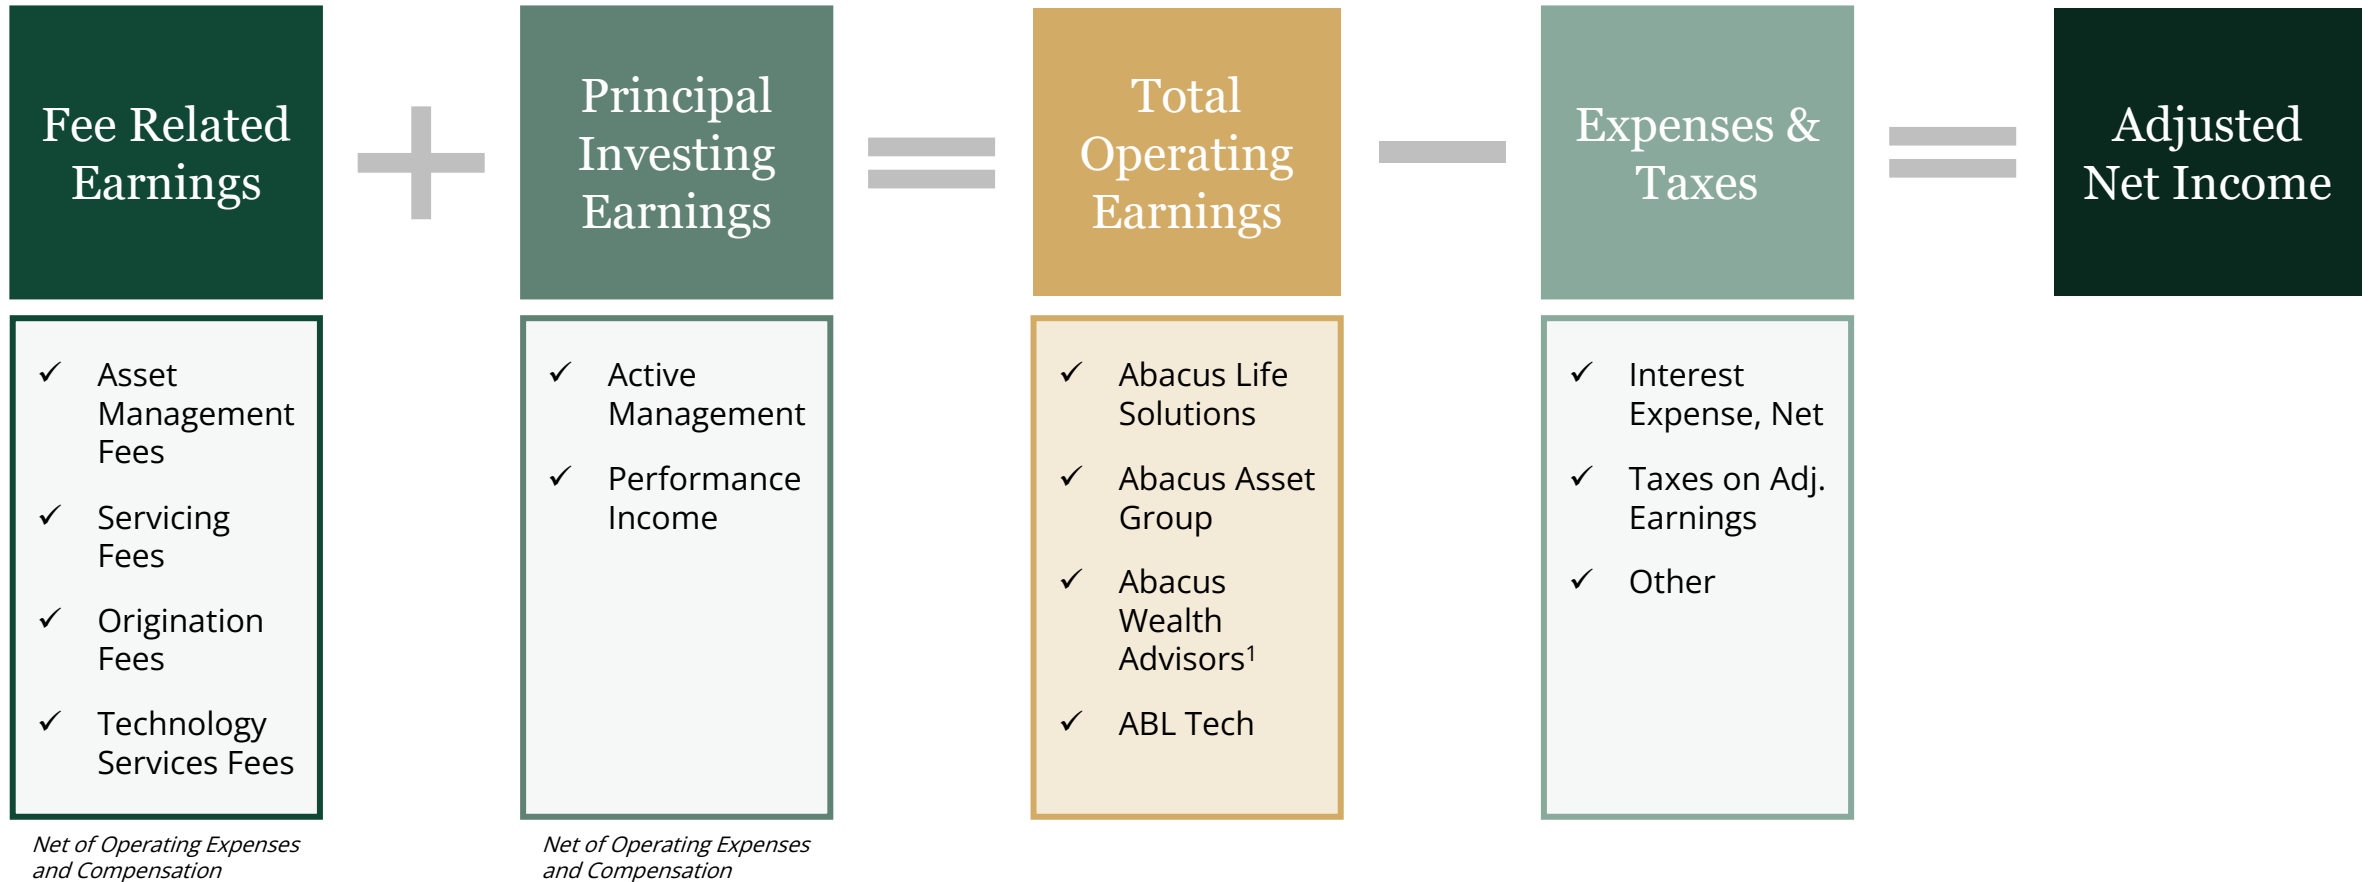 Fee Related
Earnings
Principal
Investing
Earnings
Total
Operating
Earnings
Expenses &
Taxes
Adjusted
Net Income
✓ Asset
Management
Fees
✓ Servicing
Fees
✓ Origination
Fees
✓ Technology
Services Fees
Net of Operating Expenses
and Compensation
✓ Active
Management
✓ Performance
Income
Net of Operating Expenses
and Compensation
✓ Abacus Life
Solutions
✓ Abacus Asset
Group
✓ Abacus
Wealth
Advisors¹
✓ ABL Tech
✓ Interest
Expense, Net
✓ Taxes on Adj.
Earnings
✓ Other